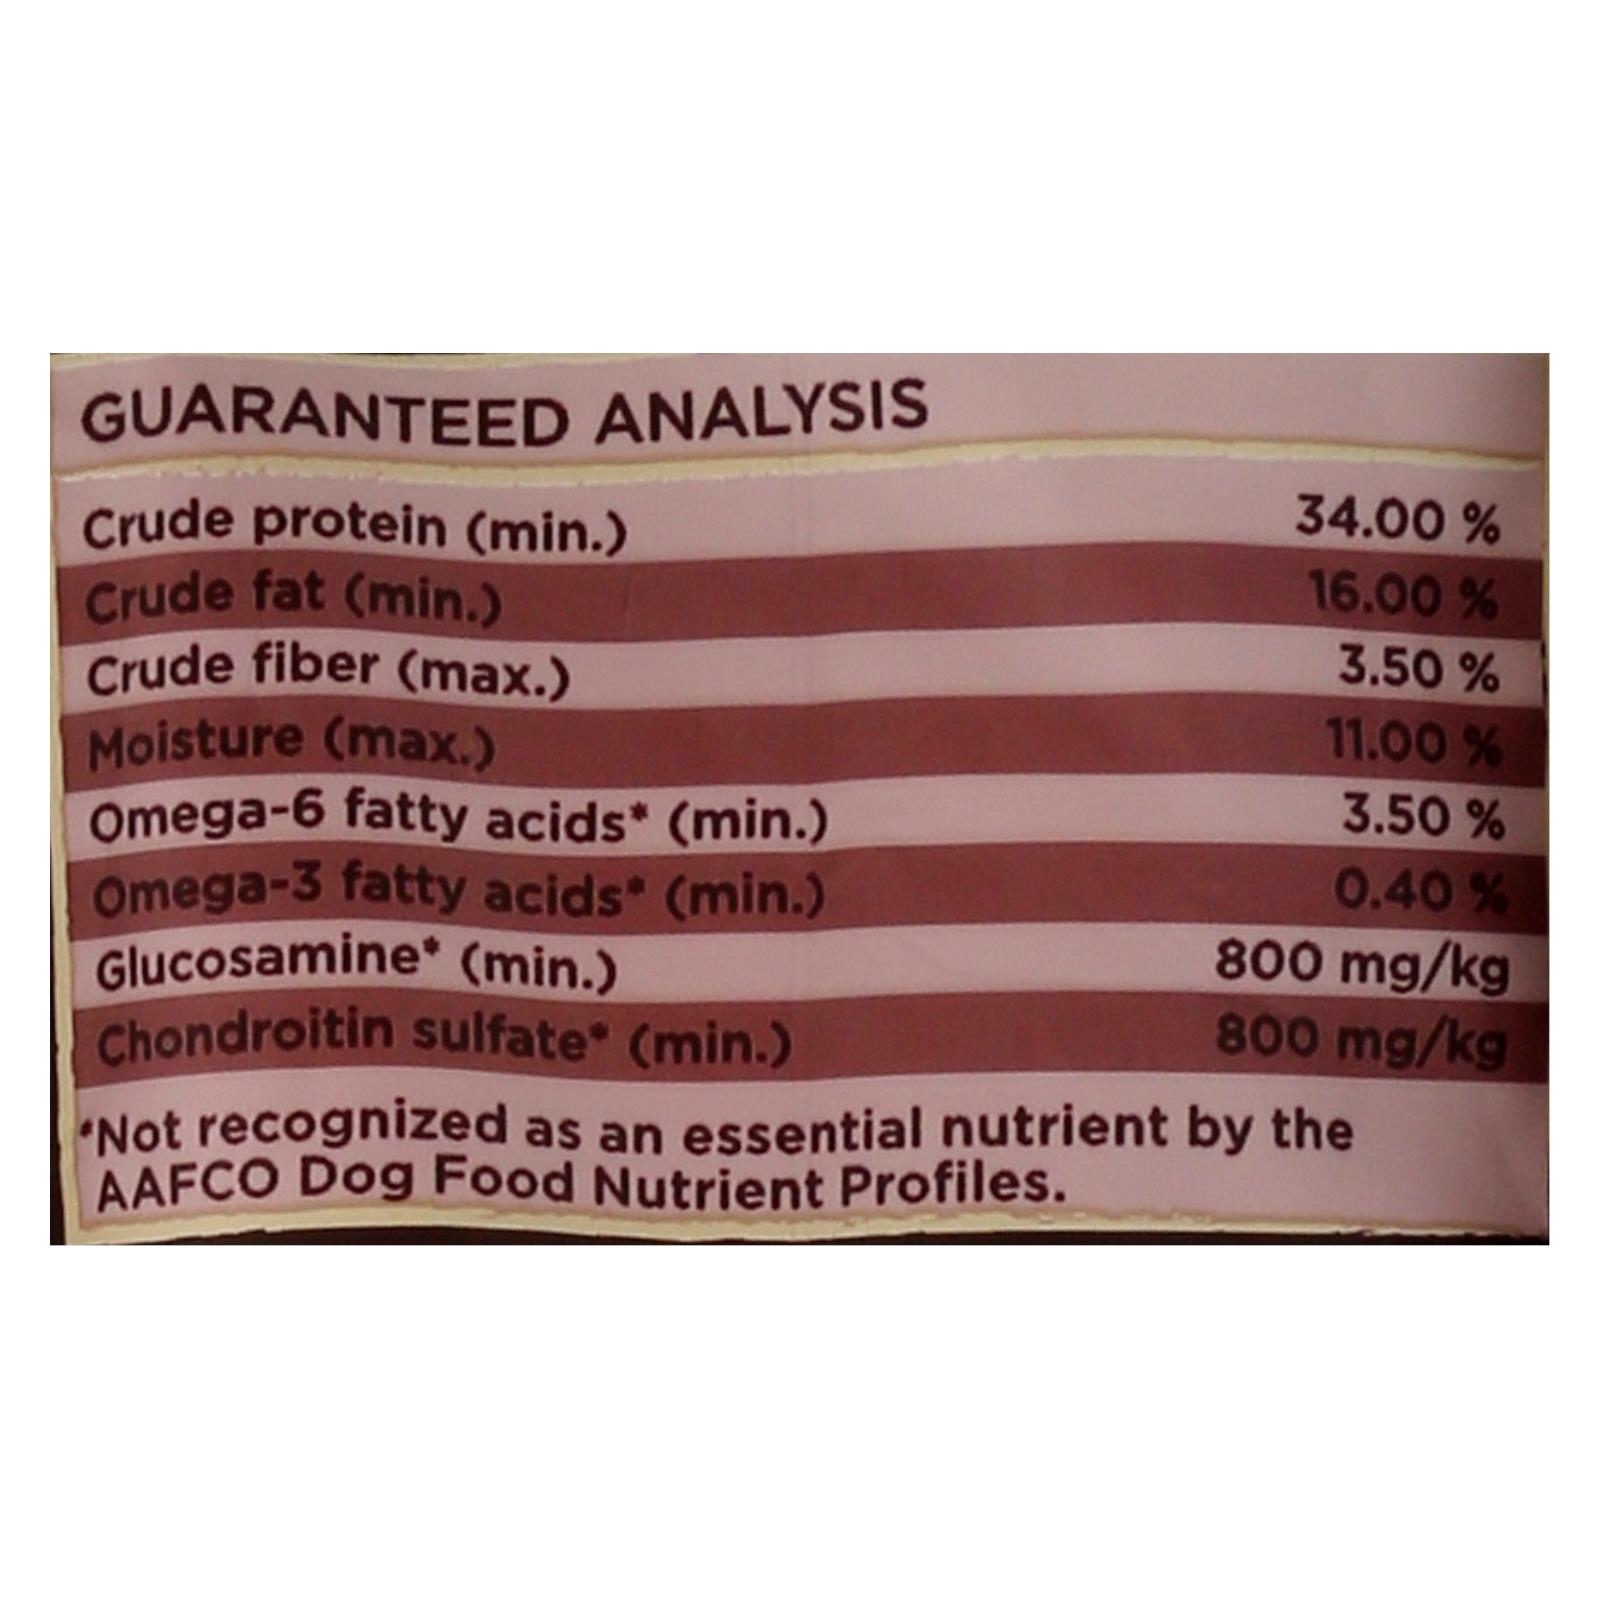 GUARANTEED ANALYSIS
Crude protein (min.) 34.00 %
Crude fat (min.) 16.00 %
Crude fiber (max.) 3.50 %
Moisture (max.) 11.00 %
Omega-6 fatty acids* (min.) 3.50 %
Omega-3 fatty acids* (min.) 0.40 %
Glucosamine* (min.) 800 mg/kg
Chondroitin sulfate* (min.) 800 mg/kg
*Not recognized as an essential nutrient by the
AAFCO Dog Food Nutrient Profiles.